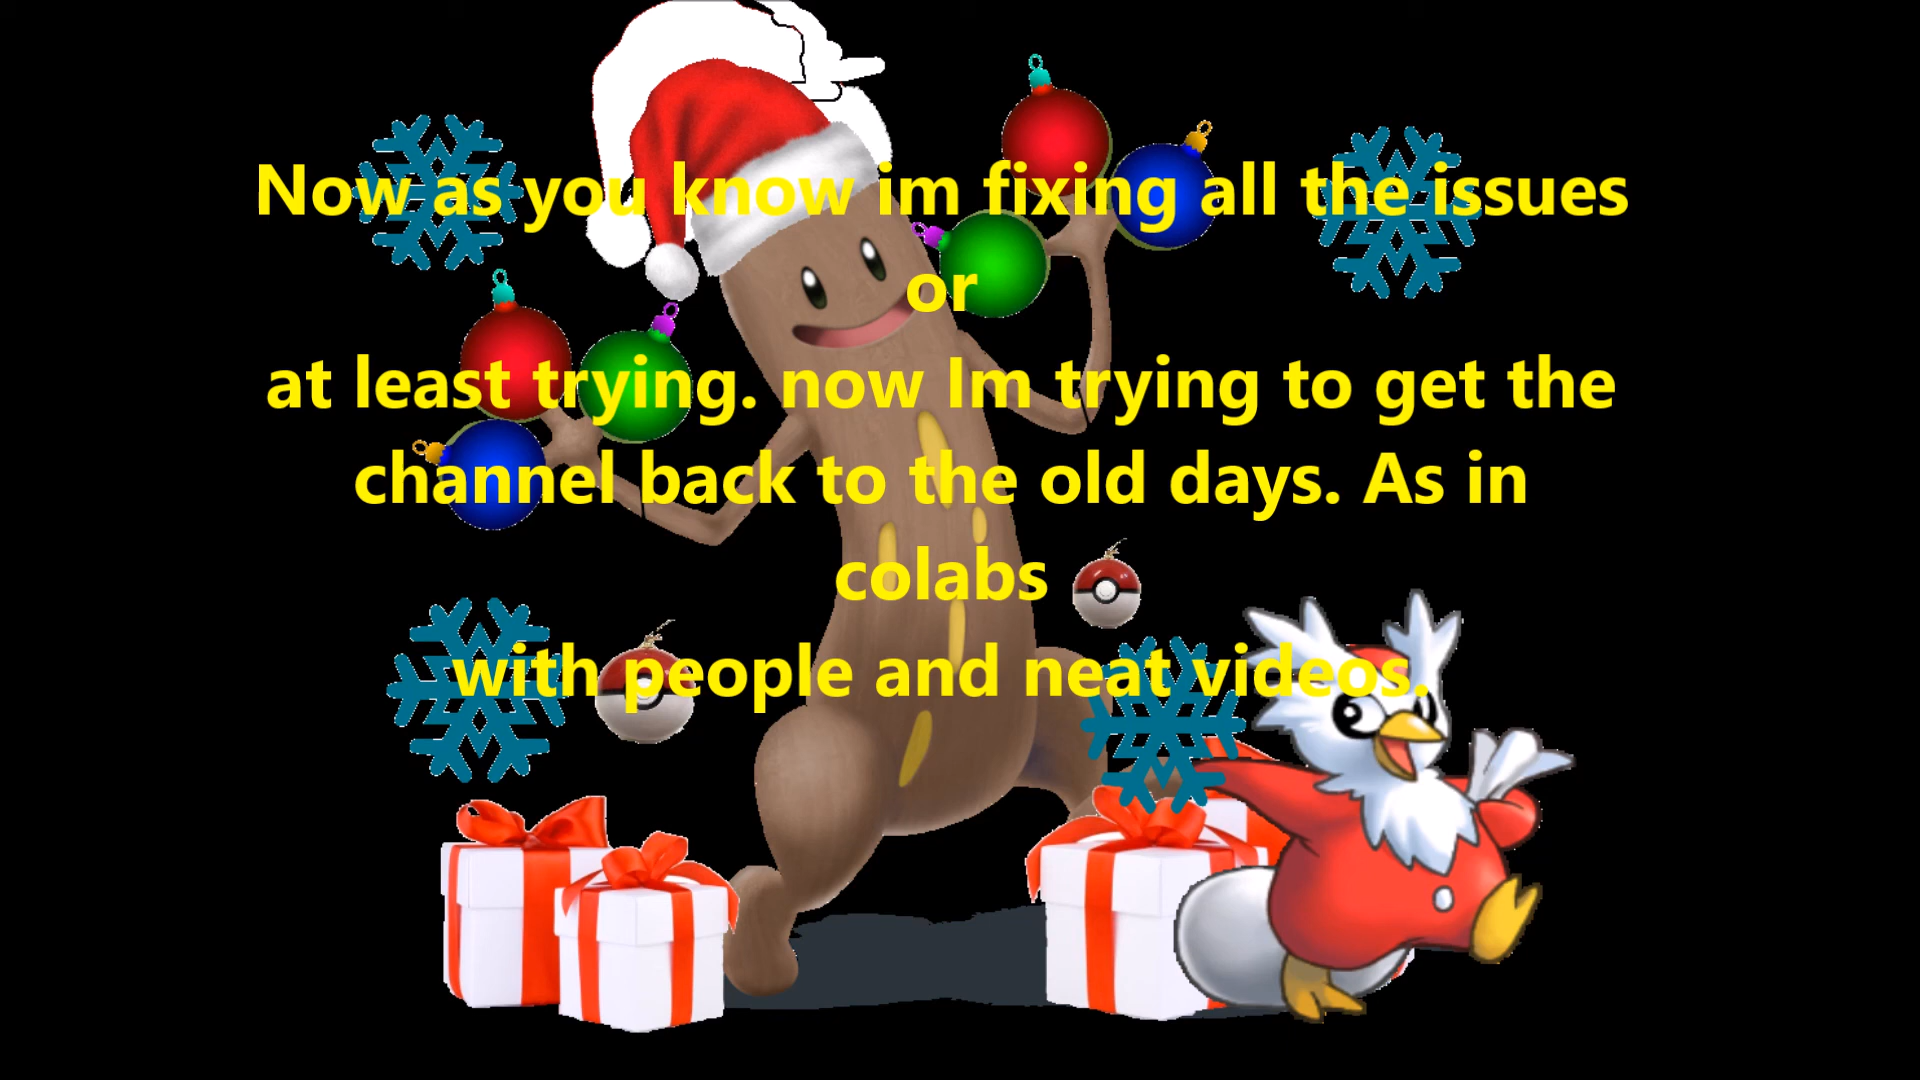 Now as you know im fixing all the issues
or
at least trying. now Im trying to get the
channel back to the old days. As in
colabs
with people and neat videos.